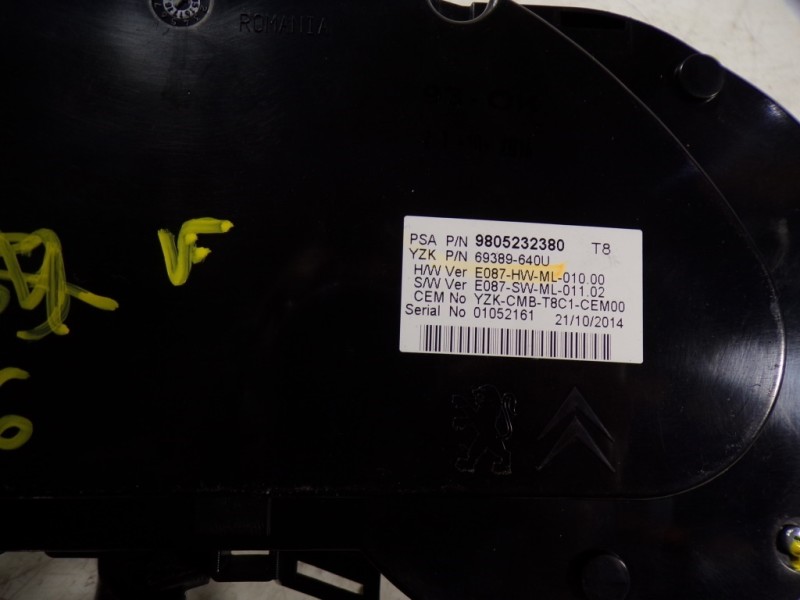 ROMANIA
PSA P/N 9805232380 T8
YZK P/N 69389-640U
H/W Ver E087-HW-ML-010.00
S/W Ver E087-SW-ML-011.02
CEM No YZK-CMB-T8C1-CEM00
Serial No 01052161 21/10/2014
6